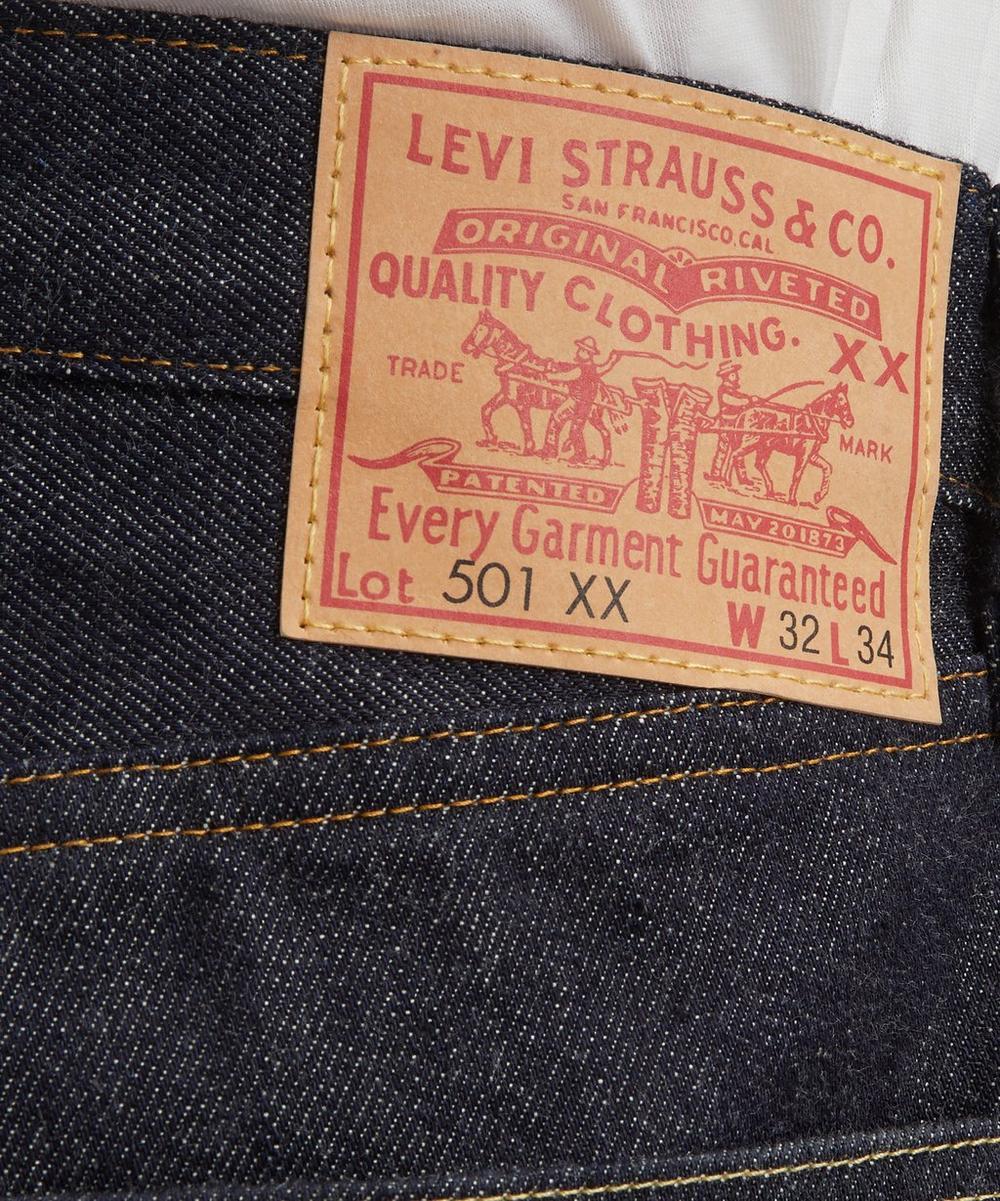 LEVI STRAUSS & CO.
SAN FRANCISCO, CAL
ORIGINAL RIVETED
QUALITY CLOTHING.
XX
TRADE MARK
PATENTED MAY 20 1873
Every Garment Guaranteed
Lot 501 XX
W 32 L 34